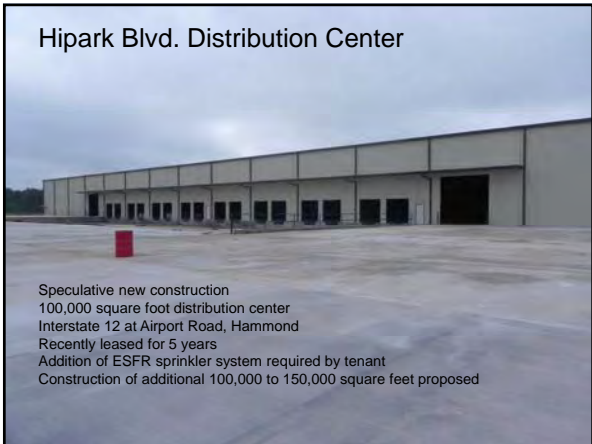 Hipark Blvd. Distribution Center
Speculative new construction
100,000 square foot distribution center
Interstate 12 at Airport Road, Hammond
Recently leased for 5 years
Addition of ESFR sprinkler system required by tenant
Construction of additional 100,000 to 150,000 square feet proposed